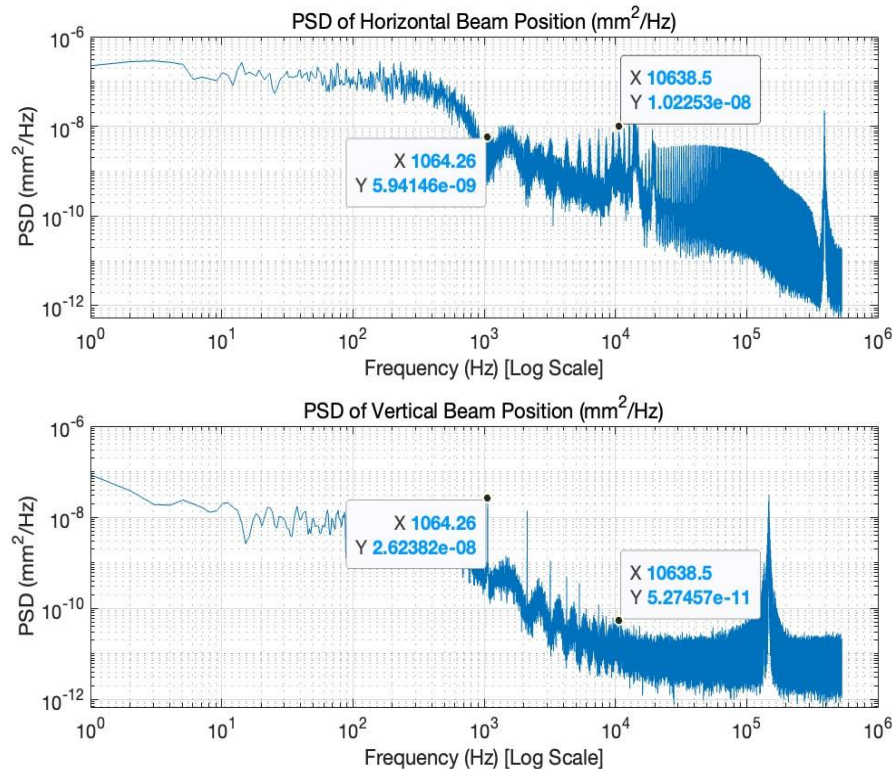 PSD of Horizontal Beam Position (mm²/Hz)
10⁻⁶
10⁻⁸
10⁻¹⁰
10⁻¹²
PSD (mm²/Hz)
X 10638.5
Y 1.02253e-08
X 1064.26
Y 5.94146e-09
10⁰ 10¹ 10² 10³ 10⁴ 10⁵ 10⁶
Frequency (Hz) [Log Scale]
PSD of Vertical Beam Position (mm²/Hz)
10⁻⁶
10⁻⁸
10⁻¹⁰
10⁻¹²
PSD (mm²/Hz)
X 1064.26
Y 2.62382e-08
X 10638.5
Y 5.27457e-11
10⁰ 10¹ 10² 10³ 10⁴ 10⁵ 10⁶
Frequency (Hz) [Log Scale]